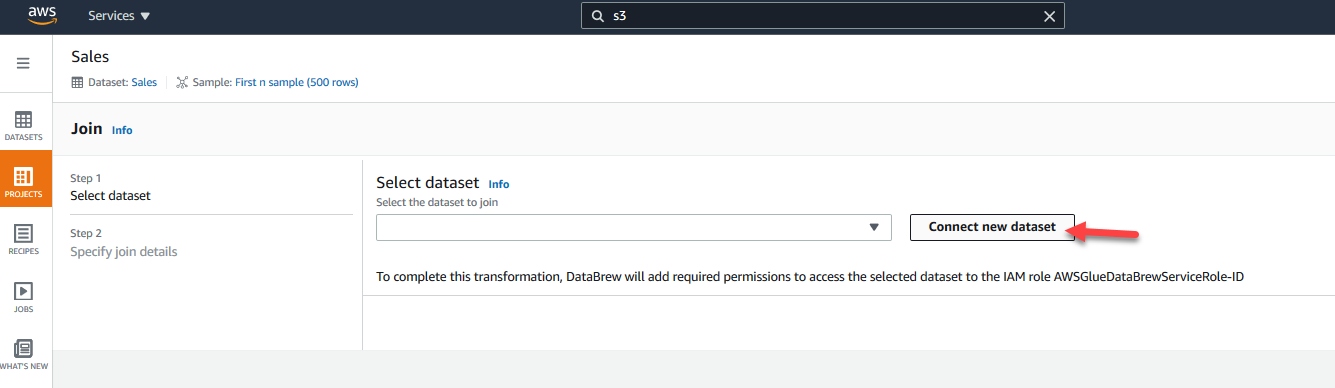 aws Services s3
Sales
Dataset: Sales Sample: First n sample (500 rows)
Join Info
DATASETS
PROJECTS
RECIPES
JOBS
WHAT'S NEW
Step 1
Select dataset
Step 2
Specify join details
Select dataset Info
Select the dataset to join
Connect new dataset
To complete this transformation, DataBrew will add required permissions to access the selected dataset to the IAM role AWSGlueDataBrewServiceRole-ID